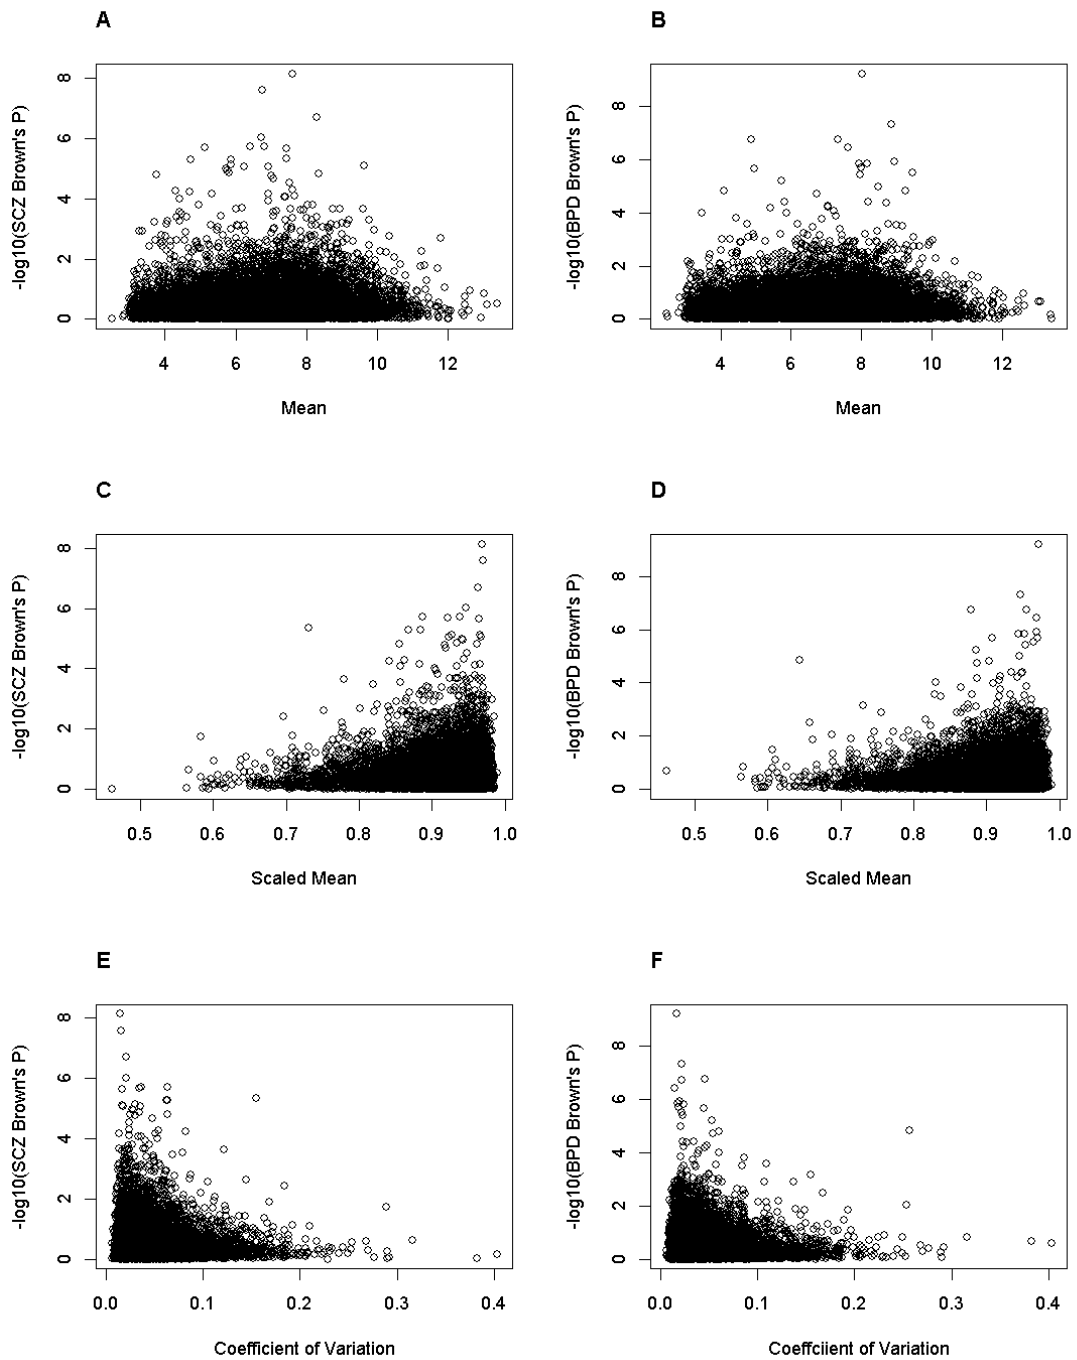 A
B
-log10(SCZ Brown's P)
0 2 4 6 8
4 6 8 10 12
Mean
-log10(BPD Brown's P)
0 2 4 6 8
4 6 8 10 12
Mean
C
D
-log10(SCZ Brown's P)
0 2 4 6 8
0.5 0.6 0.7 0.8 0.9 1.0
Scaled Mean
-log10(BPD Brown's P)
0 2 4 6 8
0.5 0.6 0.7 0.8 0.9 1.0
Scaled Mean
E
F
-log10(SCZ Brown's P)
0 2 4 6 8
0.0 0.1 0.2 0.3 0.4
Coefficient of Variation
-log10(BPD Brown's P)
0 2 4 6 8
0.0 0.1 0.2 0.3 0.4
Coeffciient of Variation